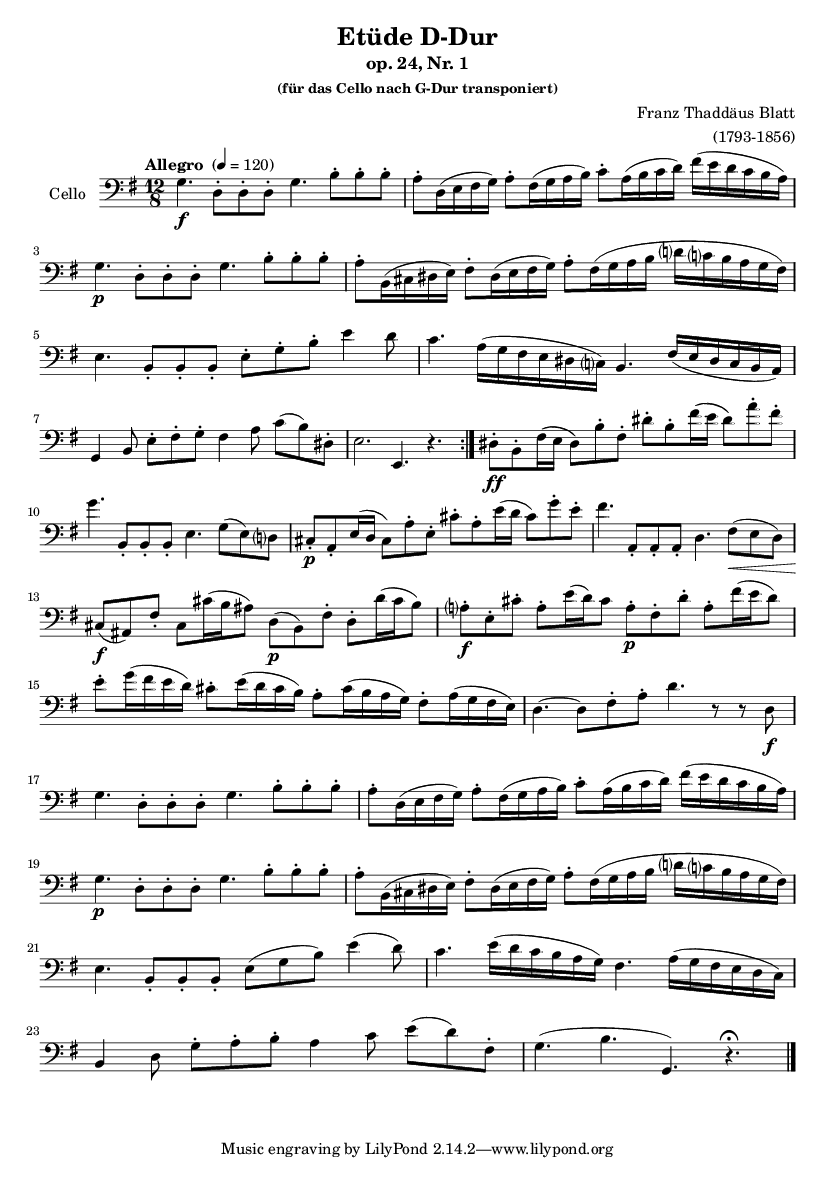 Etüde D-Dur
op. 24, Nr. 1
(für das Cello nach G-Dur transponiert)
Franz Thaddäus Blatt
(1793-1856)
Allegro (♩ = 120)
Cello
12
8
f
3
p
5
7
ff
10
p
13
f
p
f
p
15
f
17
19
p
21
23
Music engraving by LilyPond 2.14.2—www.lilypond.org